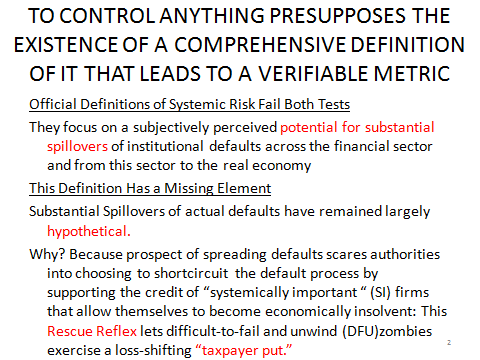 TO CONTROL ANYTHING PRESUPPOSES THE
EXISTENCE OF A COMPREHENSIVE DEFINITION
OF IT THAT LEADS TO A VERIFIABLE METRIC
Official Definitions of Systemic Risk Fail Both Tests
They focus on a subjectively perceived potential for substantial
spillovers of institutional defaults across the financial sector
and from this sector to the real economy
This Definition Has a Missing Element
Substantial Spillovers of actual defaults have remained largely
hypothetical.
Why? Because prospect of spreading defaults scares authorities
into choosing to shortcircuit the default process by
supporting the credit of “systemically important “ (SI) firms
that allow themselves to become economically insolvent: This
Rescue Reflex lets difficult-to-fail and unwind (DFU)zombies
exercise a loss-shifting “taxpayer put.”
2